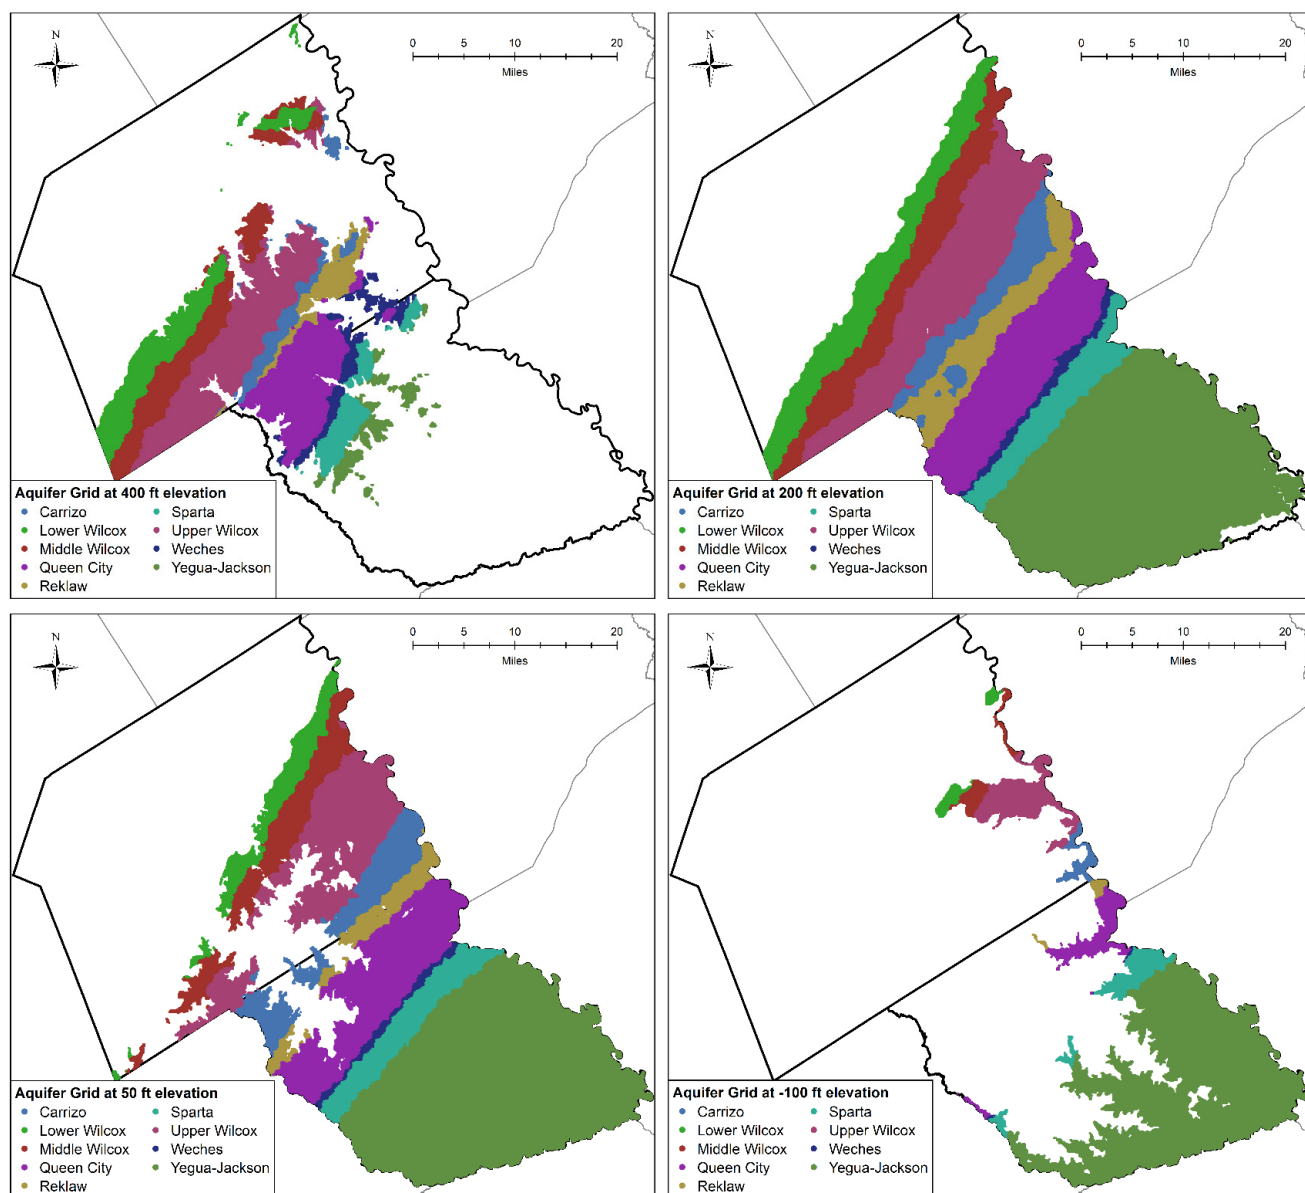 N
0 5 10 20
Miles
Aquifer Grid at 400 ft elevation
Carrizo Sparta
Lower Wilcox Upper Wilcox
Middle Wilcox Weches
Queen City Yegua-Jackson
Reklaw
N
0 5 10 20
Miles
Aquifer Grid at 200 ft elevation
Carrizo Sparta
Lower Wilcox Upper Wilcox
Middle Wilcox Weches
Queen City Yegua-Jackson
Reklaw
N
0 5 10 20
Miles
Aquifer Grid at 50 ft elevation
Carrizo Sparta
Lower Wilcox Upper Wilcox
Middle Wilcox Weches
Queen City Yegua-Jackson
Reklaw
N
0 5 10 20
Miles
Aquifer Grid at -100 ft elevation
Carrizo Sparta
Lower Wilcox Upper Wilcox
Middle Wilcox Weches
Queen City Yegua-Jackson
Reklaw